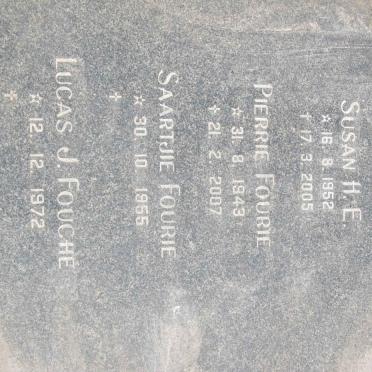 SUSAN H. E.
☆ 16 8 1952
† 17 3 2005
PIERRE FOURIE
☆ 31 8 1943
† 21 2 2007
SAARTJIE FOURIE
☆ 30 10 1955
†
LUCAS J FOUCHÉ
☆ 12 12 1972
†